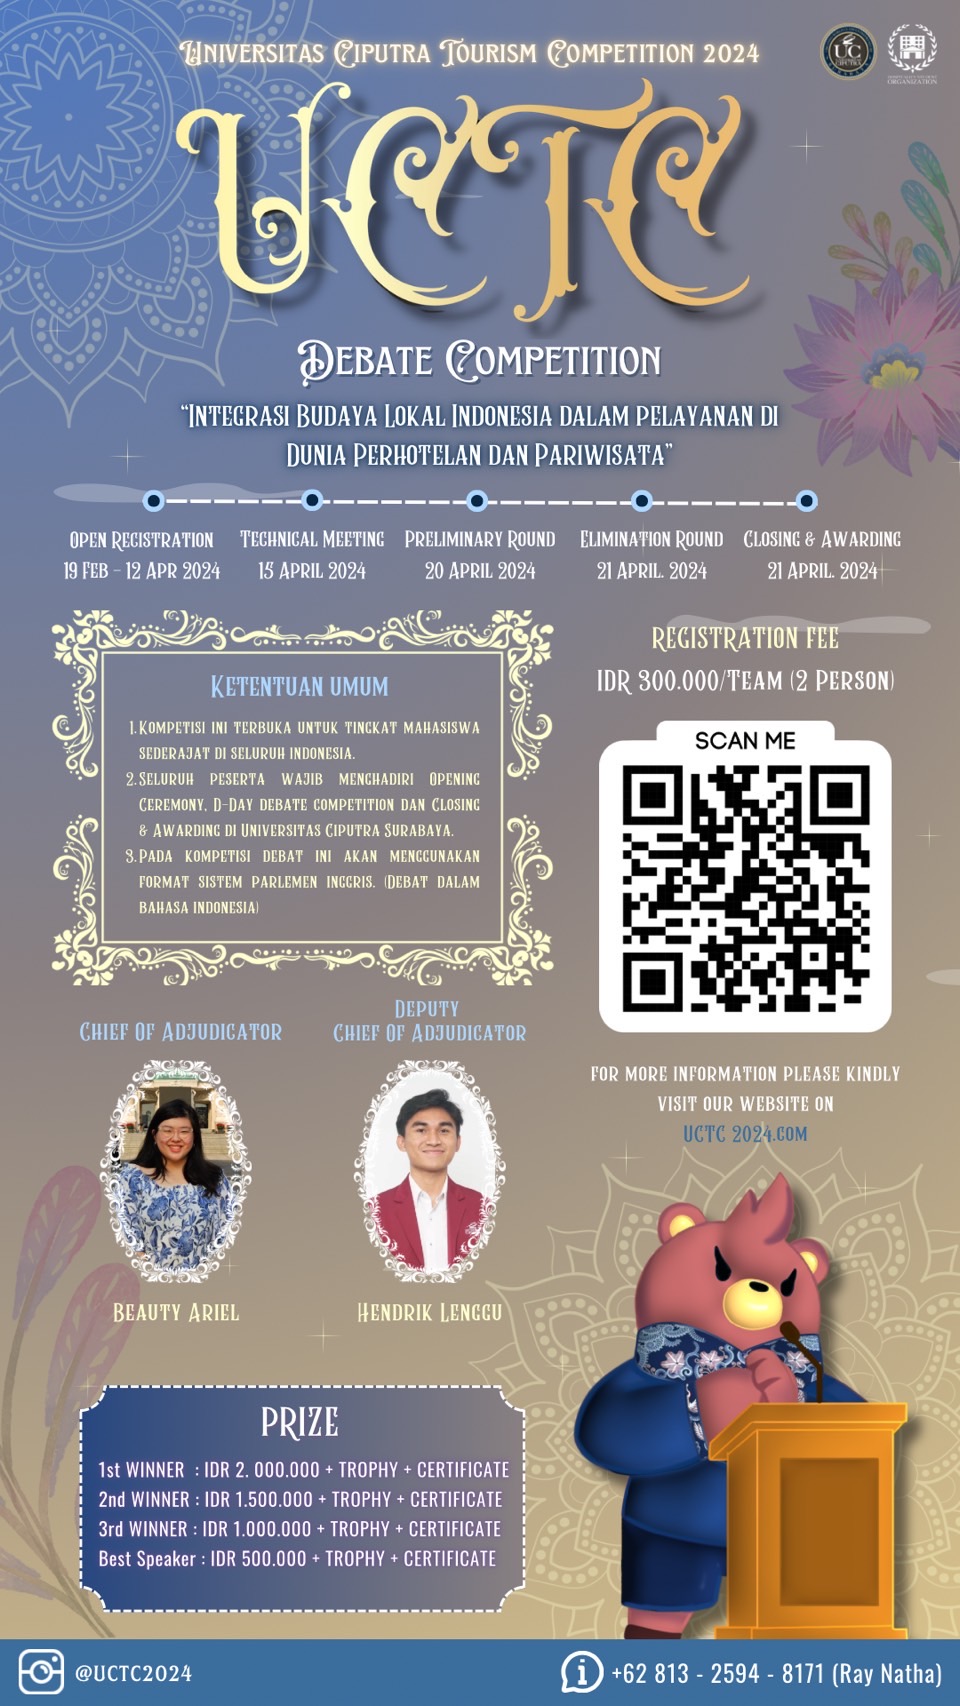 Universitas Ciputra Tourism Competition 2024
UC
CIPUTRA
ORGANIZATION
UCTC
Debate Competition
“Integrasi Budaya Lokal Indonesia dalam pelayanan di
Dunia Perhotelan dan Pariwisata”
Open Registration
19 Feb - 12 Apr 2024
Technical Meeting
15 April 2024
Preliminary Round
20 April 2024
Elimination Round
21 April. 2024
Closing & Awarding
21 April. 2024
Ketentuan umum
1. Kompetisi ini terbuka untuk tingkat mahasiswa
sederajat di seluruh Indonesia.
2. Seluruh peserta wajib menghadiri Opening
Ceremony, D-Day debate competition dan Closing
& Awarding di Universitas Ciputra Surabaya.
3. Pada kompetisi debat ini akan menggunakan
format sistem parlemen inggris. (Debat dalam
bahasa Indonesia)
Registration Fee
IDR 300.000/Team (2 Person)
SCAN ME
For more information please kindly
visit our website on
UCTC 2024.com
Chief Of Adjudicator
Beauty Ariel
Deputy
Chief Of Adjudicator
Hendrik Lenggu
PRIZE
1st WINNER : IDR 2. 000.000 + TROPHY + CERTIFICATE
2nd WINNER : IDR 1.500.000 + TROPHY + CERTIFICATE
3rd WINNER : IDR 1.000.000 + TROPHY + CERTIFICATE
Best Speaker : IDR 500.000 + TROPHY + CERTIFICATE
@UCTC2024
+62 813 - 2594 - 8171 (Ray Natha)